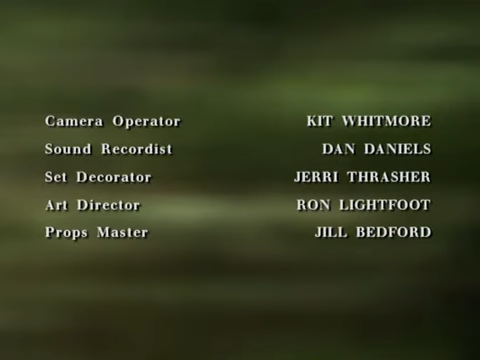 Camera Operator KIT WHITMORE
Sound Recordist DAN DANIELS
Set Decorator JERRI THRASHER
Art Director RON LIGHTFOOT
Props Master JILL BEDFORD